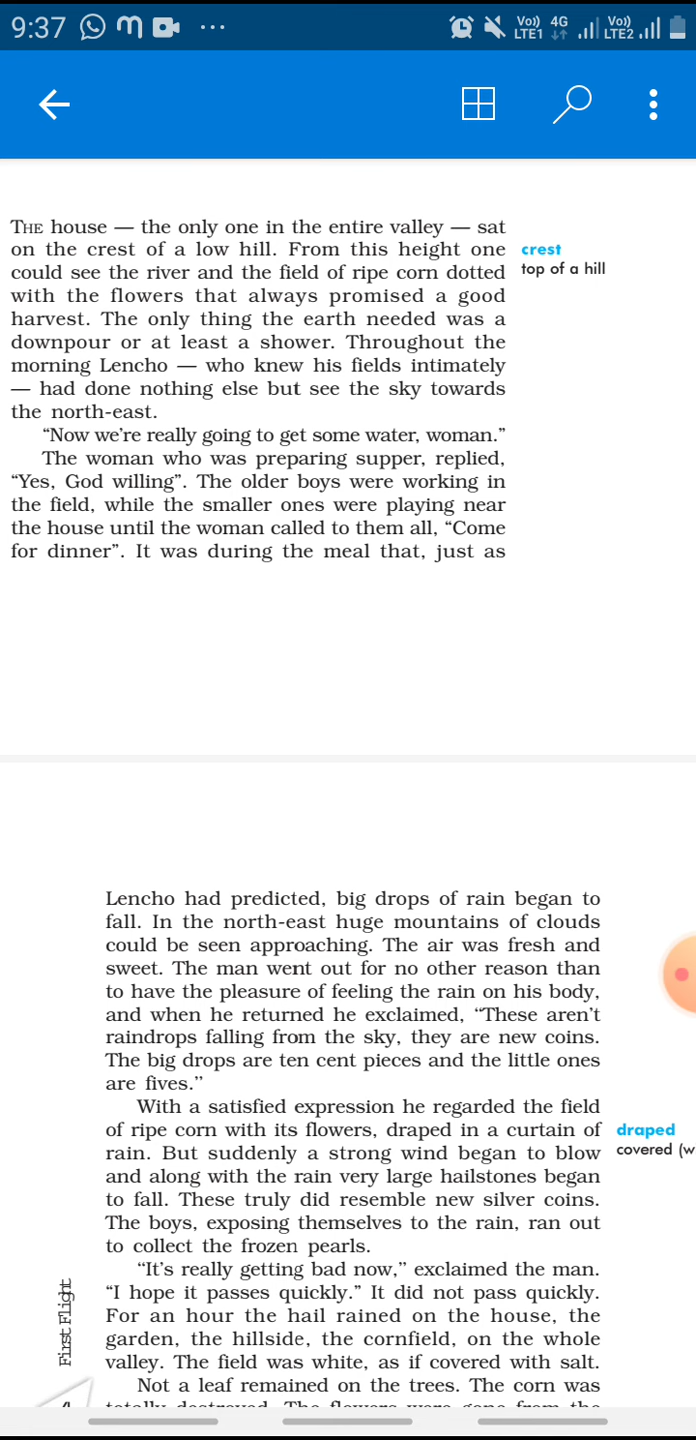 9:37
Vo)) LTE1 4G Vo)) LTE2
THE house — the only one in the entire valley — sat
on the crest of a low hill. From this height one
crest
could see the river and the field of ripe corn dotted
top of a hill
with the flowers that always promised a good
harvest. The only thing the earth needed was a
downpour or at least a shower. Throughout the
morning Lencho — who knew his fields intimately
— had done nothing else but see the sky towards
the north-east.
“Now we’re really going to get some water, woman.”
The woman who was preparing supper, replied,
“Yes, God willing”. The older boys were working in
the field, while the smaller ones were playing near
the house until the woman called to them all, “Come
for dinner”. It was during the meal that, just as
Lencho had predicted, big drops of rain began to
fall. In the north-east huge mountains of clouds
could be seen approaching. The air was fresh and
sweet. The man went out for no other reason than
to have the pleasure of feeling the rain on his body,
and when he returned he exclaimed, “These aren’t
raindrops falling from the sky, they are new coins.
The big drops are ten cent pieces and the little ones
are fives.”
With a satisfied expression he regarded the field
of ripe corn with its flowers, draped in a curtain of
draped
rain. But suddenly a strong wind began to blow
covered (w
and along with the rain very large hailstones began
to fall. These truly did resemble new silver coins.
The boys, exposing themselves to the rain, ran out
to collect the frozen pearls.
“It’s really getting bad now,” exclaimed the man.
“I hope it passes quickly.” It did not pass quickly.
For an hour the hail rained on the house, the
garden, the hillside, the cornfield, on the whole
valley. The field was white, as if covered with salt.
Not a leaf remained on the trees. The corn was
totally destroyed. The flowers were gone from the
First Flight